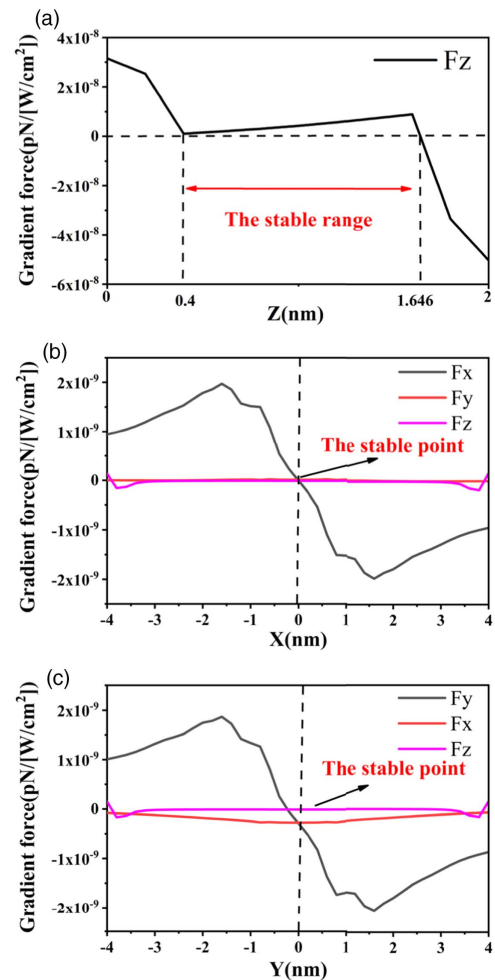 (a)
Gradient force(pN/[W/cm²])
4x10⁻⁸
2x10⁻⁸
0
-2x10⁻⁸
-4x10⁻⁸
-6x10⁻⁸
Fz
The stable range
0 0.4 1.646 2
Z(nm)
(b)
Gradient force(pN/[W/cm²])
2x10⁻⁹
1x10⁻⁹
0
-1x10⁻⁹
-2x10⁻⁹
Fx
Fy
Fz
The stable point
-4 -3 -2 -1 0 1 2 3 4
X(nm)
(c)
Gradient force(pN/[W/cm²])
2x10⁻⁹
1x10⁻⁹
0
-1x10⁻⁹
-2x10⁻⁹
Fy
Fx
Fz
The stable point
-4 -3 -2 -1 0 1 2 3 4
Y(nm)